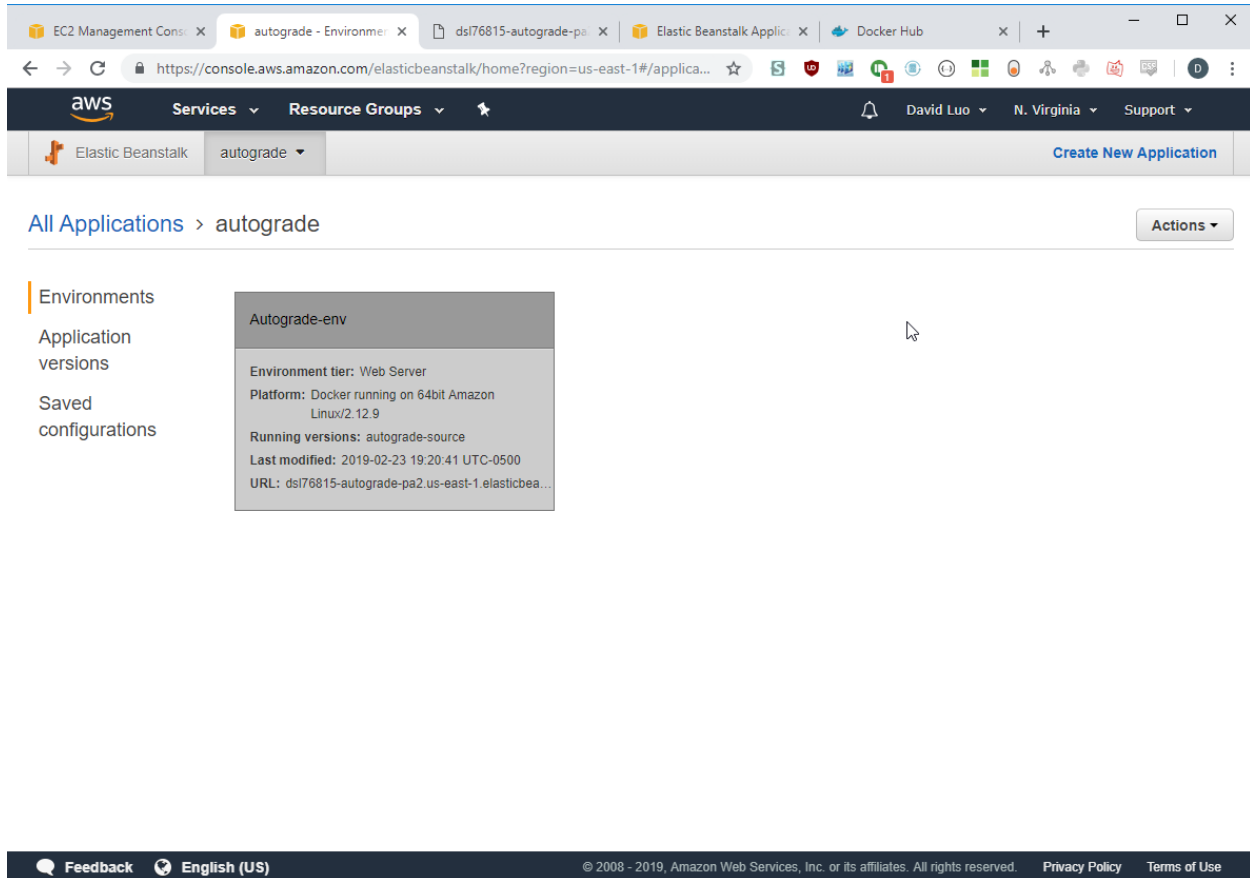 EC2 Management Cons
autograde - Environmen
dsl76815-autograde-pa
Elastic Beanstalk Applic
Docker Hub
https://console.aws.amazon.com/elasticbeanstalk/home?region=us-east-1#/applica...
1
D
aws
Services
Resource Groups
David Luo
N. Virginia
Support
Elastic Beanstalk
autograde
Create New Application
All Applications > autograde
Actions
Environments
Application
versions
Saved
configurations
Autograde-env
Environment tier: Web Server
Platform: Docker running on 64bit Amazon
Linux/2.12.9
Running versions: autograde-source
Last modified: 2019-02-23 19:20:41 UTC-0500
URL: dsl76815-autograde-pa2.us-east-1.elasticbea...
Feedback
English (US)
© 2008 - 2019, Amazon Web Services, Inc. or its affiliates. All rights reserved.
Privacy Policy
Terms of Use